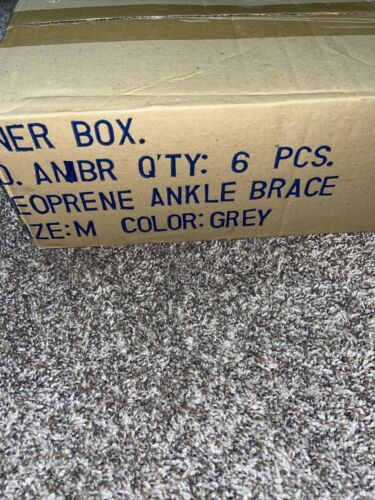 NER BOX.
O. ANBR Q'TY: 6 PCS.
EOPRENE ANKLE BRACE
ZE:M COLOR: GREY